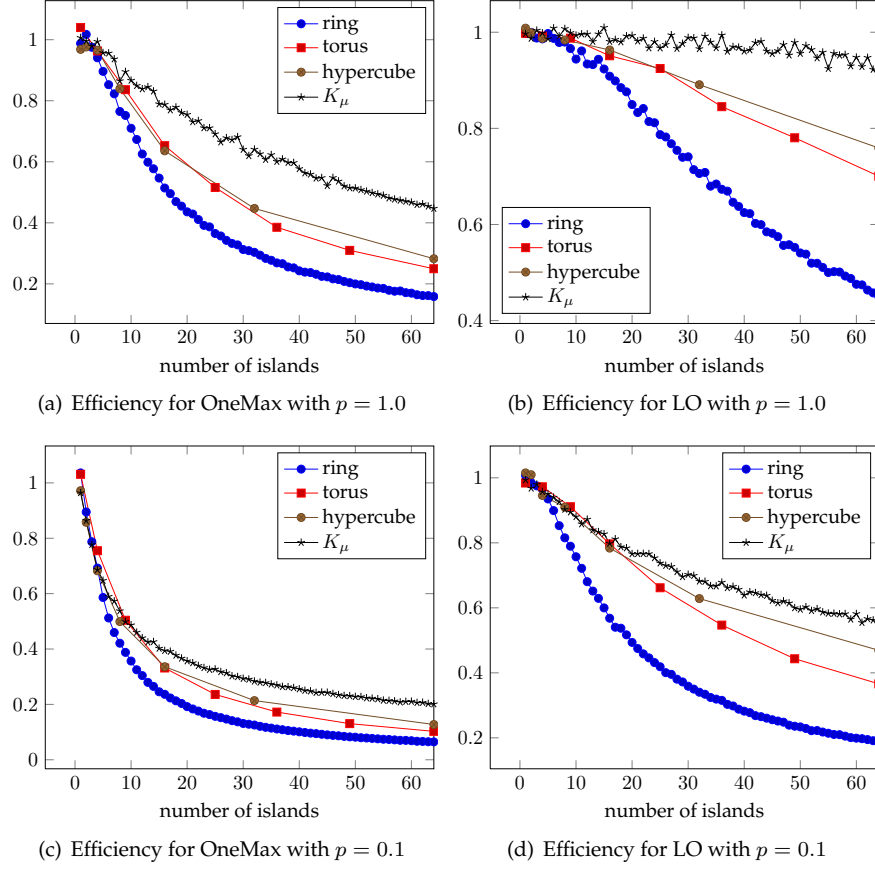 1
0.8
0.6
0.4
0.2
0 10 20 30 40 50 60
number of islands
ring
torus
hypercube
K_μ
(a) Efficiency for OneMax with p = 1.0
1
0.8
0.6
0.4
0 10 20 30 40 50 60
number of islands
ring
torus
hypercube
K_μ
(b) Efficiency for LO with p = 1.0
1
0.8
0.6
0.4
0.2
0
0 10 20 30 40 50 60
number of islands
ring
torus
hypercube
K_μ
(c) Efficiency for OneMax with p = 0.1
1
0.8
0.6
0.4
0.2
0 10 20 30 40 50 60
number of islands
ring
torus
hypercube
K_μ
(d) Efficiency for LO with p = 0.1